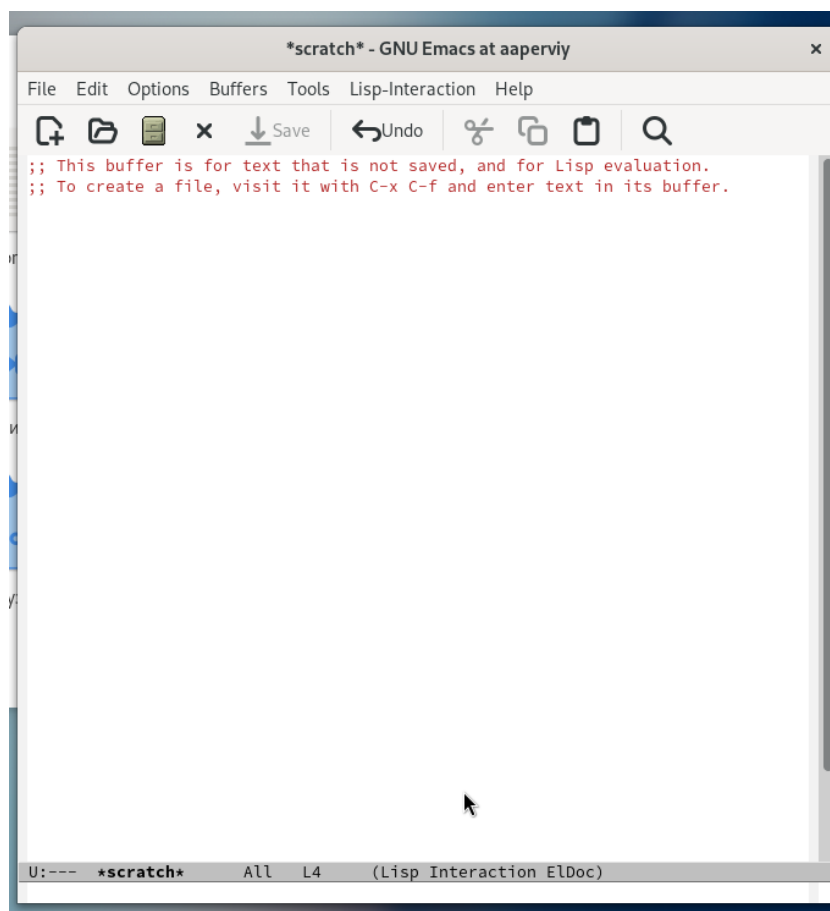 *scratch* - GNU Emacs at aaperviy
File Edit Options Buffers Tools Lisp-Interaction Help
Save Undo
;; This buffer is for text that is not saved, and for Lisp evaluation.
;; To create a file, visit it with C-x C-f and enter text in its buffer.
U:--- *scratch* All L4 (Lisp Interaction ElDoc)